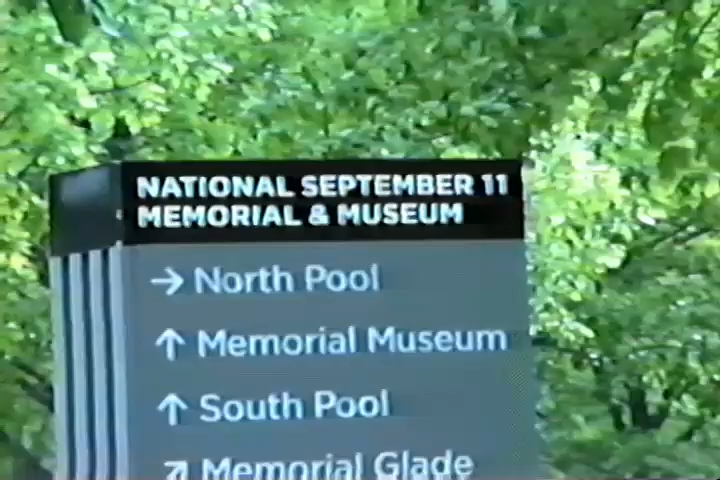 NATIONAL SEPTEMBER 11
MEMORIAL & MUSEUM
→ North Pool
↑ Memorial Museum
↑ South Pool
↗ Memorial Glade